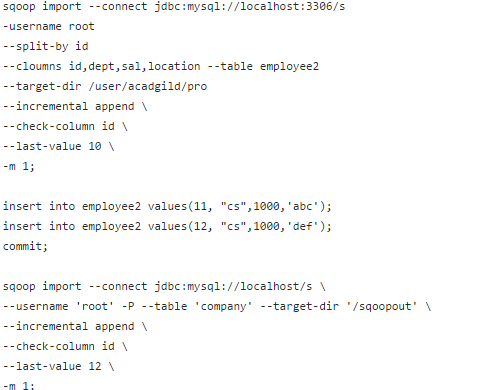 sqoop import --connect jdbc:mysql://localhost:3306/s
-username root
--split-by id
--cloumns id,dept,sal,location --table employee2
--target-dir /user/acadgild/pro
--incremental append \
--check-column id \
--last-value 10 \
-m 1;
insert into employee2 values(11, "cs",1000,'abc');
insert into employee2 values(12, "cs",1000,'def');
commit;
sqoop import --connect jdbc:mysql://localhost/s \
--username 'root' -P --table 'company' --target-dir '/sqoopout' \
--incremental append \
--check-column id \
--last-value 12 \
-m 1;